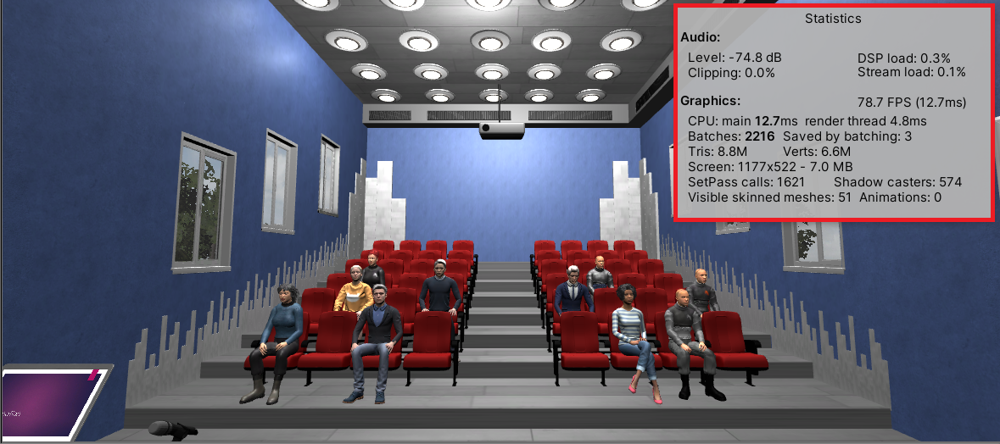 Statistics
Audio:
Level: -74.8 dB DSP load: 0.3%
Clipping: 0.0% Stream load: 0.1%
Graphics: 78.7 FPS (12.7ms)
CPU: main 12.7ms render thread 4.8ms
Batches: 2216 Saved by batching: 3
Tris: 8.8M Verts: 6.6M
Screen: 1177x522 - 7.0 MB
SetPass calls: 1621 Shadow casters: 574
Visible skinned meshes: 51 Animations: 0